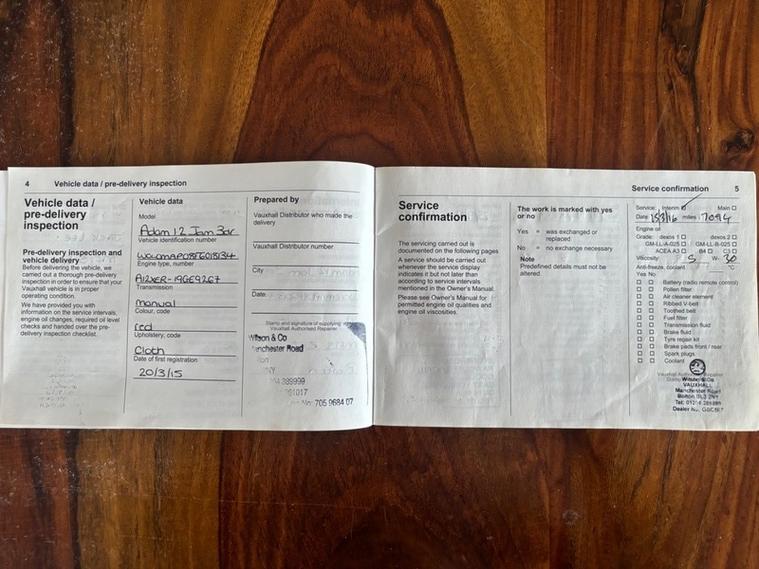 4 Vehicle data / pre-delivery inspection
Vehicle data /
pre-delivery
inspection
Pre-delivery inspection and
vehicle delivery
Before delivering the vehicle, we
carried out a thorough pre-delivery
inspection in order to ensure that your
Vauxhall vehicle is in proper
operating condition.
We have provided you with
information on the service intervals,
engine oil changes, required oil level
checks and handed over the pre-
delivery inspection checklist.
Vehicle data
Model
Adam 1.2 Jam 3dr
Vehicle identification number
Engine type, number
A12XER-19GE9267
Transmission
manual
Colour, code
red
Upholstery, code
Cloth
Date of first registration
20/3/15
Prepared by
Vauxhall Distributor who made the
delivery
Vauxhall Distributor number
City
Date:
Stamp and signature of supplying
Vauxhall Authorised Repairer
Wilson & Co
Manchester Road
399999
705 9684 07
Service confirmation 5
Service
confirmation
The servicing carried out is
documented on the following pages
A service should be carried out
whenever the service display
indicates it but not later than
according to service intervals
mentioned in the Owner's Manual.
Please see Owner's Manual for
permitted engine oil qualities and
engine oil viscosities.
The work is marked with yes
or no
Yes = was exchanged or
replaced
No = no exchange necessary
Note
Predefined details must not be
altered.
Service: Interim Main
Date: miles: 7094
Engine oil
Grade: dexos 1 dexos 2
GM-LL-A-025 GM-LL-B-025
ACEA A3 B4 C3
Viscosity: 5 W- 30
Anti-freeze, coolant °C
Yes No
Battery (radio remote control)
Pollen filter
Air cleaner element
Ribbed V-belt
Toothed belt
Fuel filter
Transmission fluid
Brake fluid
Tyre repair kit
Brake pads front / rear
Spark plugs
Coolant
Vauxhall Authorised Repairer
VAUXHALL
Manchester Road
Bolton